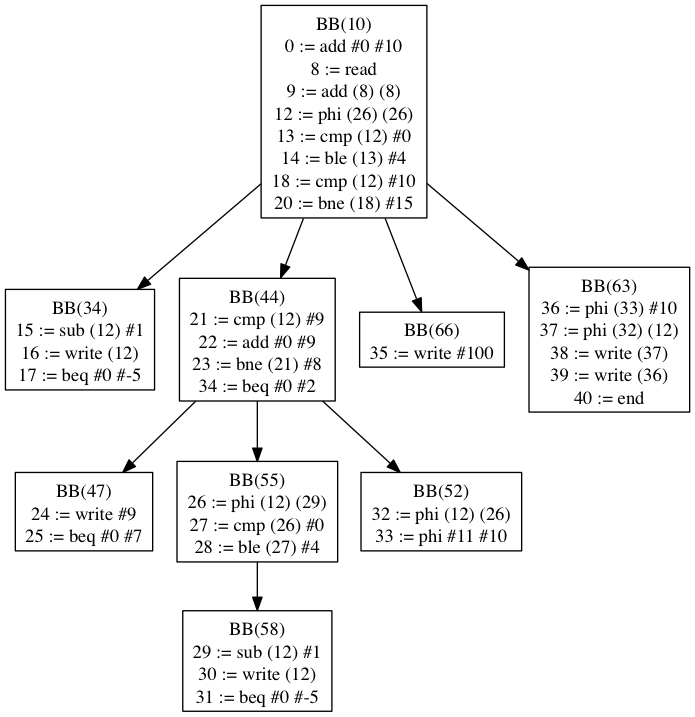 BB(10)
0 := add #0 #10
8 := read
9 := add (8) (8)
12 := phi (26) (26)
13 := cmp (12) #0
14 := ble (13) #4
18 := cmp (12) #10
20 := bne (18) #15
BB(34)
15 := sub (12) #1
16 := write (12)
17 := beq #0 #-5
BB(44)
21 := cmp (12) #9
22 := add #0 #9
23 := bne (21) #8
34 := beq #0 #2
BB(66)
35 := write #100
BB(63)
36 := phi (33) #10
37 := phi (32) (12)
38 := write (37)
39 := write (36)
40 := end
BB(47)
24 := write #9
25 := beq #0 #7
BB(55)
26 := phi (12) (29)
27 := cmp (26) #0
28 := ble (27) #4
BB(52)
32 := phi (12) (26)
33 := phi #11 #10
BB(58)
29 := sub (12) #1
30 := write (12)
31 := beq #0 #-5